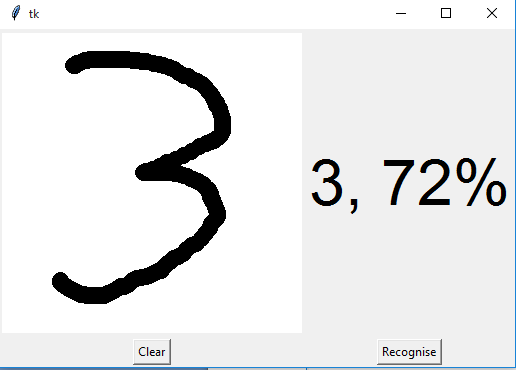 tk
3
3, 72%
Clear
Recognise